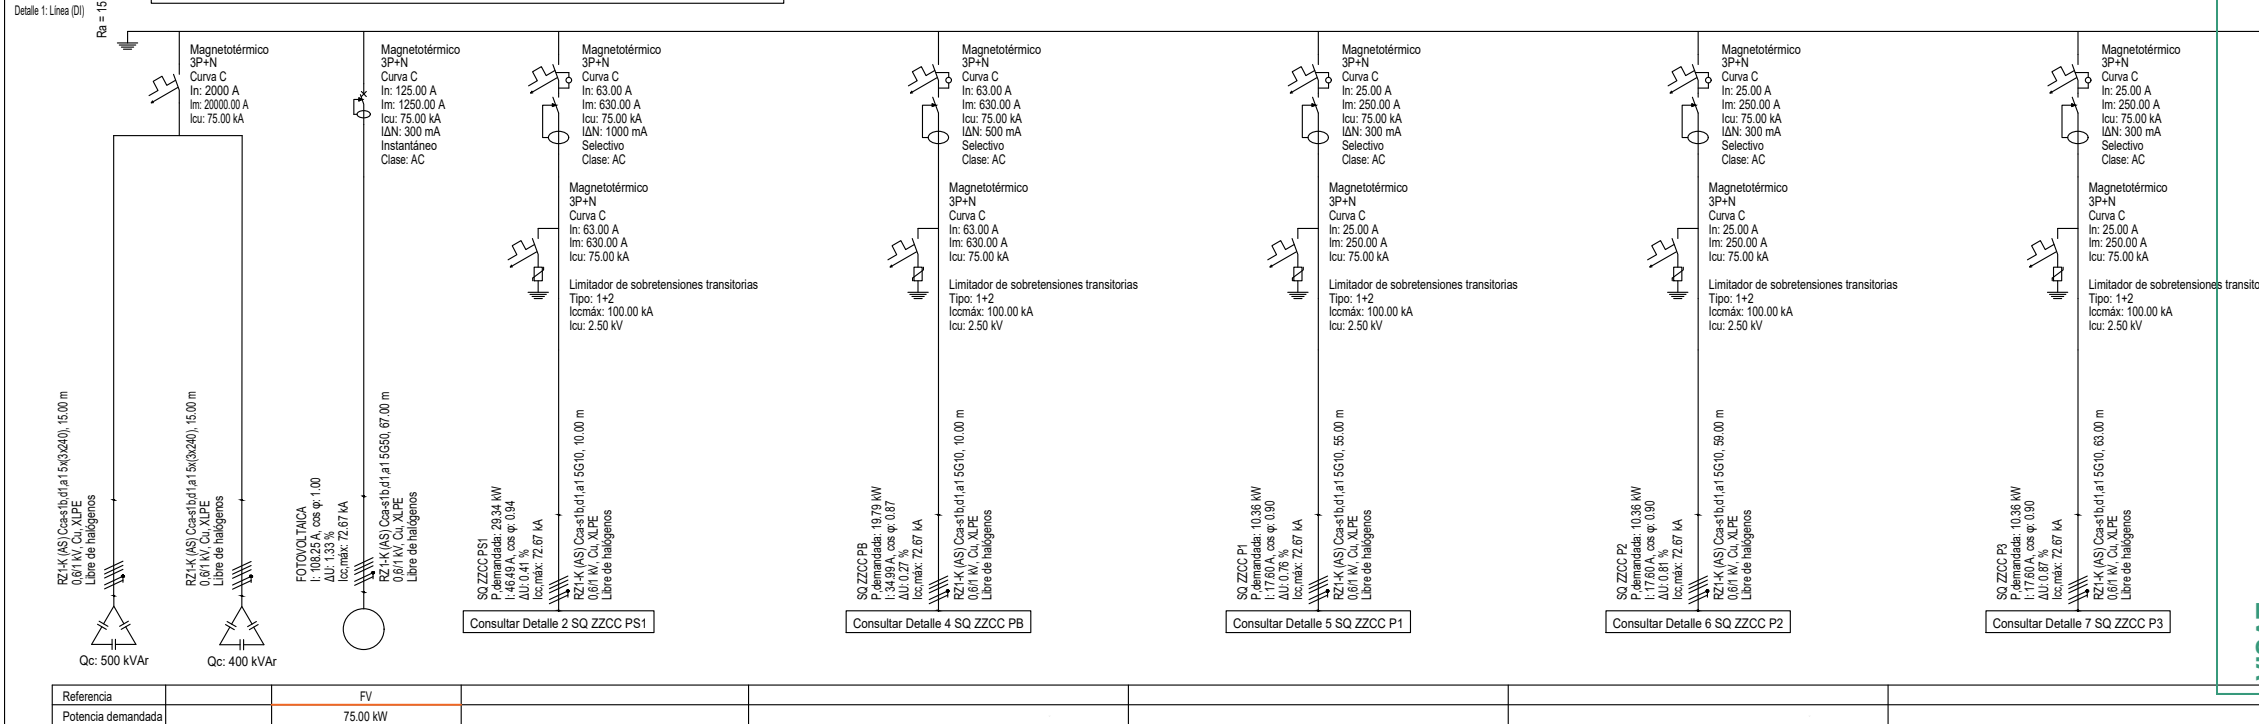 Detalle 1: Línea (DI)
Ra = 15
Magnetotérmico
3P+N
Curva C
In: 2000 A
Im: 20000.00 A
Icu: 75.00 kA
Magnetotérmico
3P+N
Curva C
In: 125.00 A
Im: 1250.00 A
Icu: 75.00 kA
IΔN: 300 mA
Instantáneo
Clase: AC
Magnetotérmico
3P+N
Curva C
In: 63.00 A
Im: 630.00 A
Icu: 75.00 kA
IΔN: 1000 mA
Selectivo
Clase: AC
Magnetotérmico
3P+N
Curva C
In: 63.00 A
Im: 630.00 A
Icu: 75.00 kA
IΔN: 500 mA
Selectivo
Clase: AC
Magnetotérmico
3P+N
Curva C
In: 25.00 A
Im: 250.00 A
Icu: 75.00 kA
IΔN: 300 mA
Selectivo
Clase: AC
Magnetotérmico
3P+N
Curva C
In: 25.00 A
Im: 250.00 A
Icu: 75.00 kA
IΔN: 300 mA
Selectivo
Clase: AC
Magnetotérmico
3P+N
Curva C
In: 25.00 A
Im: 250.00 A
Icu: 75.00 kA
IΔN: 300 mA
Selectivo
Clase: AC
Magnetotérmico
3P+N
Curva C
In: 63.00 A
Im: 630.00 A
Icu: 75.00 kA
Limitador de sobretensiones transitorias
Tipo: 1+2
Iccmáx: 100.00 kA
Icu: 2.50 kV
Magnetotérmico
3P+N
Curva C
In: 63.00 A
Im: 630.00 A
Icu: 75.00 kA
Limitador de sobretensiones transitorias
Tipo: 1+2
Iccmáx: 100.00 kA
Icu: 2.50 kV
Magnetotérmico
3P+N
Curva C
In: 25.00 A
Im: 250.00 A
Icu: 75.00 kA
Limitador de sobretensiones transitorias
Tipo: 1+2
Iccmáx: 100.00 kA
Icu: 2.50 kV
Magnetotérmico
3P+N
Curva C
In: 25.00 A
Im: 250.00 A
Icu: 75.00 kA
Limitador de sobretensiones transitorias
Tipo: 1+2
Iccmáx: 100.00 kA
Icu: 2.50 kV
Magnetotérmico
3P+N
Curva C
In: 25.00 A
Im: 250.00 A
Icu: 75.00 kA
Limitador de sobretensiones transito
Tipo: 1+2
Iccmáx: 100.00 kA
Icu: 2.50 kV
RZ1-K (AS) Cca-s1b,d1,a1 5x(3x240), 15.00 m
0,6/1 kV, Cu, XLPE
Libre de halógenos
RZ1-K (AS) Cca-s1b,d1,a1 5x(3x240), 15.00 m
0,6/1 kV, Cu, XLPE
Libre de halógenos
FOTOVOLTAICA
I: 108.25 A, cos φ: 1.00
ΔU: 1.33 %
Icc,máx: 72.67 kA
RZ1-K (AS) Cca-s1b,d1,a1 5G50, 67.00 m
0,6/1 kV, Cu, XLPE
Libre de halógenos
SQ ZZCC PS1
P,demandada: 29.34 kW
I: 46.49 A, cos φ: 0.94
ΔU: 0.41 %
Icc,máx: 72.67 kA
RZ1-K (AS) Cca-s1b,d1,a1 5G10, 10.00 m
0,6/1 kV, Cu, XLPE
Libre de halógenos
SQ ZZCC PB
P,demandada: 19.79 kW
I: 34.99 A, cos φ: 0.87
ΔU: 0.27 %
Icc,máx: 72.67 kA
RZ1-K (AS) Cca-s1b,d1,a1 5G10, 10.00 m
0,6/1 kV, Cu, XLPE
Libre de halógenos
SQ ZZCC P1
P,demandada: 10.36 kW
I: 17.60 A, cos φ: 0.90
ΔU: 0.76 %
Icc,máx: 72.67 kA
RZ1-K (AS) Cca-s1b,d1,a1 5G10, 55.00 m
0,6/1 kV, Cu, XLPE
Libre de halógenos
SQ ZZCC P2
P,demandada: 10.36 kW
I: 17.60 A, cos φ: 0.90
ΔU: 0.81 %
Icc,máx: 72.67 kA
RZ1-K (AS) Cca-s1b,d1,a1 5G10, 59.00 m
0,6/1 kV, Cu, XLPE
Libre de halógenos
SQ ZZCC P3
P,demandada: 10.36 kW
I: 17.60 A, cos φ: 0.90
ΔU: 0.87 %
Icc,máx: 72.67 kA
RZ1-K (AS) Cca-s1b,d1,a1 5G10, 63.00 m
0,6/1 kV, Cu, XLPE
Libre de halógenos
Qc: 500 kVAr
Qc: 400 kVAr
Consultar Detalle 2 SQ ZZCC PS1
Consultar Detalle 4 SQ ZZCC PB
Consultar Detalle 5 SQ ZZCC P1
Consultar Detalle 6 SQ ZZCC P2
Consultar Detalle 7 SQ ZZCC P3
Referencia FV
Potencia demandada 75.00 kW